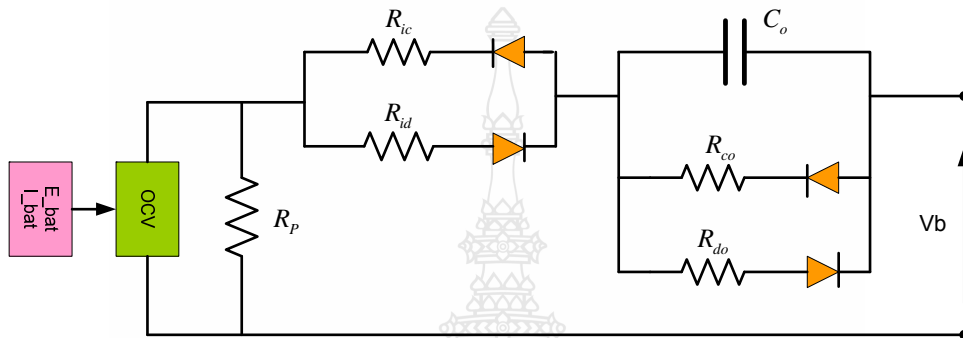 R_ic
C_o
R_id
R_co
E_bat
I_bat
OCV
R_P
Vb
R_do